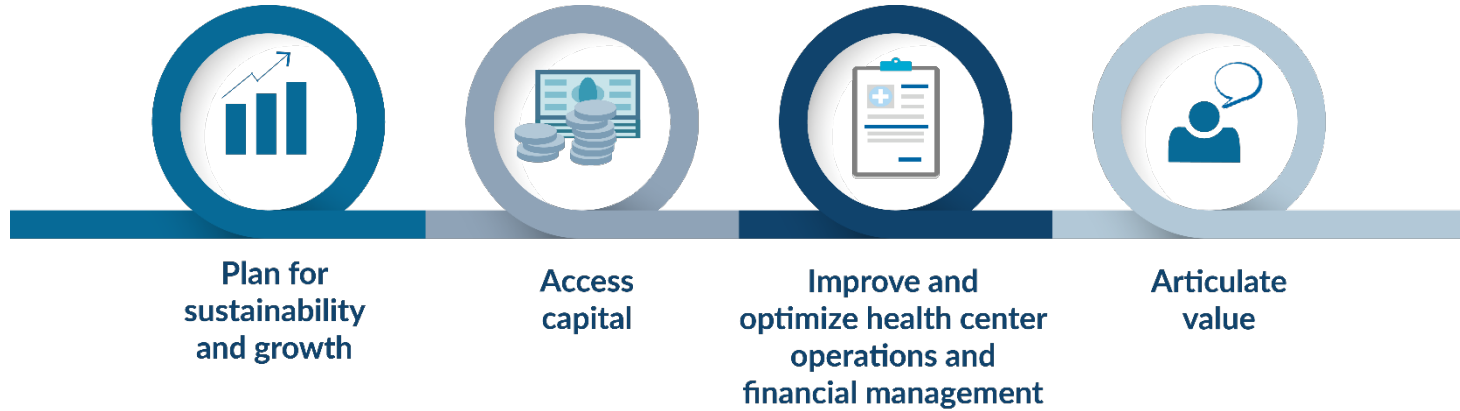 Plan for
sustainability
and growth
Access
capital
Improve and
optimize health center
operations and
financial management
Articulate
value